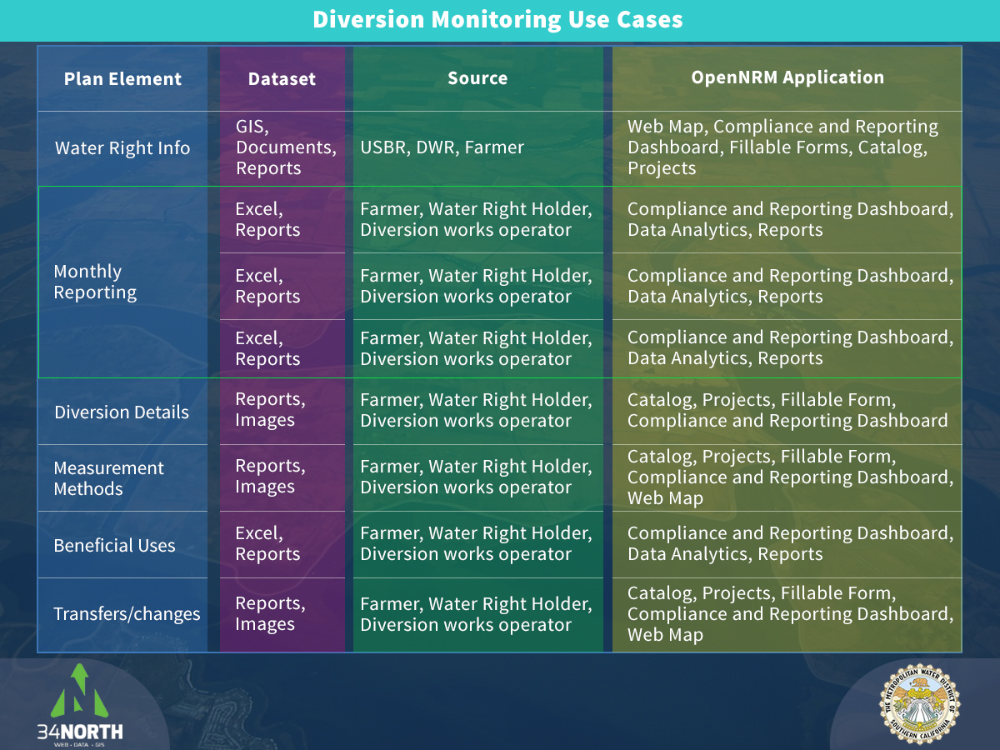 Diversion Monitoring Use Cases
Plan Element
Dataset
Source
OpenNRM Application
Water Right Info
GIS,
Documents,
Reports
USBR, DWR, Farmer
Web Map, Compliance and Reporting
Dashboard, Fillable Forms, Catalog,
Projects
Monthly
Reporting
Excel,
Reports
Farmer, Water Right Holder,
Diversion works operator
Compliance and Reporting Dashboard,
Data Analytics, Reports
Excel,
Reports
Farmer, Water Right Holder,
Diversion works operator
Compliance and Reporting Dashboard,
Data Analytics, Reports
Excel,
Reports
Farmer, Water Right Holder,
Diversion works operator
Compliance and Reporting Dashboard,
Data Analytics, Reports
Diversion Details
Reports,
Images
Farmer, Water Right Holder,
Diversion works operator
Catalog, Projects, Fillable Form,
Compliance and Reporting Dashboard
Measurement
Methods
Reports,
Images
Farmer, Water Right Holder,
Diversion works operator
Catalog, Projects, Fillable Form,
Compliance and Reporting Dashboard,
Web Map
Beneficial Uses
Excel,
Reports
Farmer, Water Right Holder,
Diversion works operator
Compliance and Reporting Dashboard,
Data Analytics, Reports
Transfers/changes
Reports,
Images
Farmer, Water Right Holder,
Diversion works operator
Catalog, Projects, Fillable Form,
Compliance and Reporting Dashboard,
Web Map
34NORTH
WEB • DATA • GIS
THE METROPOLITAN WATER DISTRICT OF
SOUTHERN CALIFORNIA